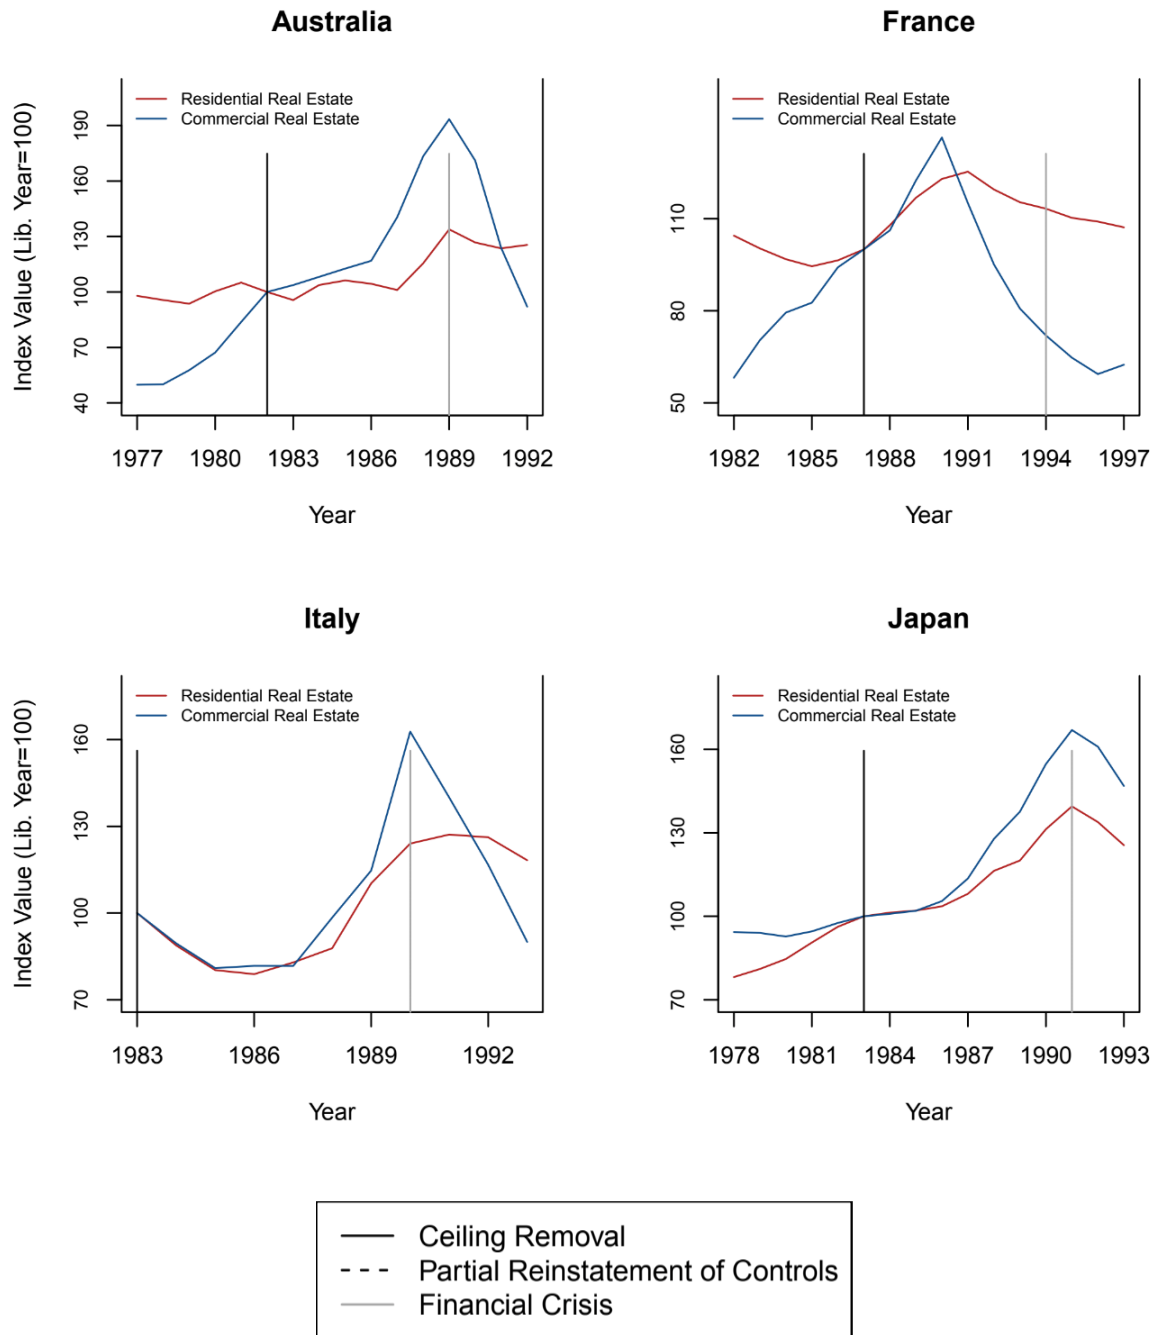 Australia
Index Value (Lib. Year=100)
190
160
130
100
70
40
Residential Real Estate
Commercial Real Estate
1977 1980 1983 1986 1989 1992
Year
France
110
80
50
Residential Real Estate
Commercial Real Estate
1982 1985 1988 1991 1994 1997
Year
Italy
Index Value (Lib. Year=100)
160
130
100
70
Residential Real Estate
Commercial Real Estate
1983 1986 1989 1992
Year
Japan
160
130
100
70
Residential Real Estate
Commercial Real Estate
1978 1981 1984 1987 1990 1993
Year
Ceiling Removal
Partial Reinstatement of Controls
Financial Crisis